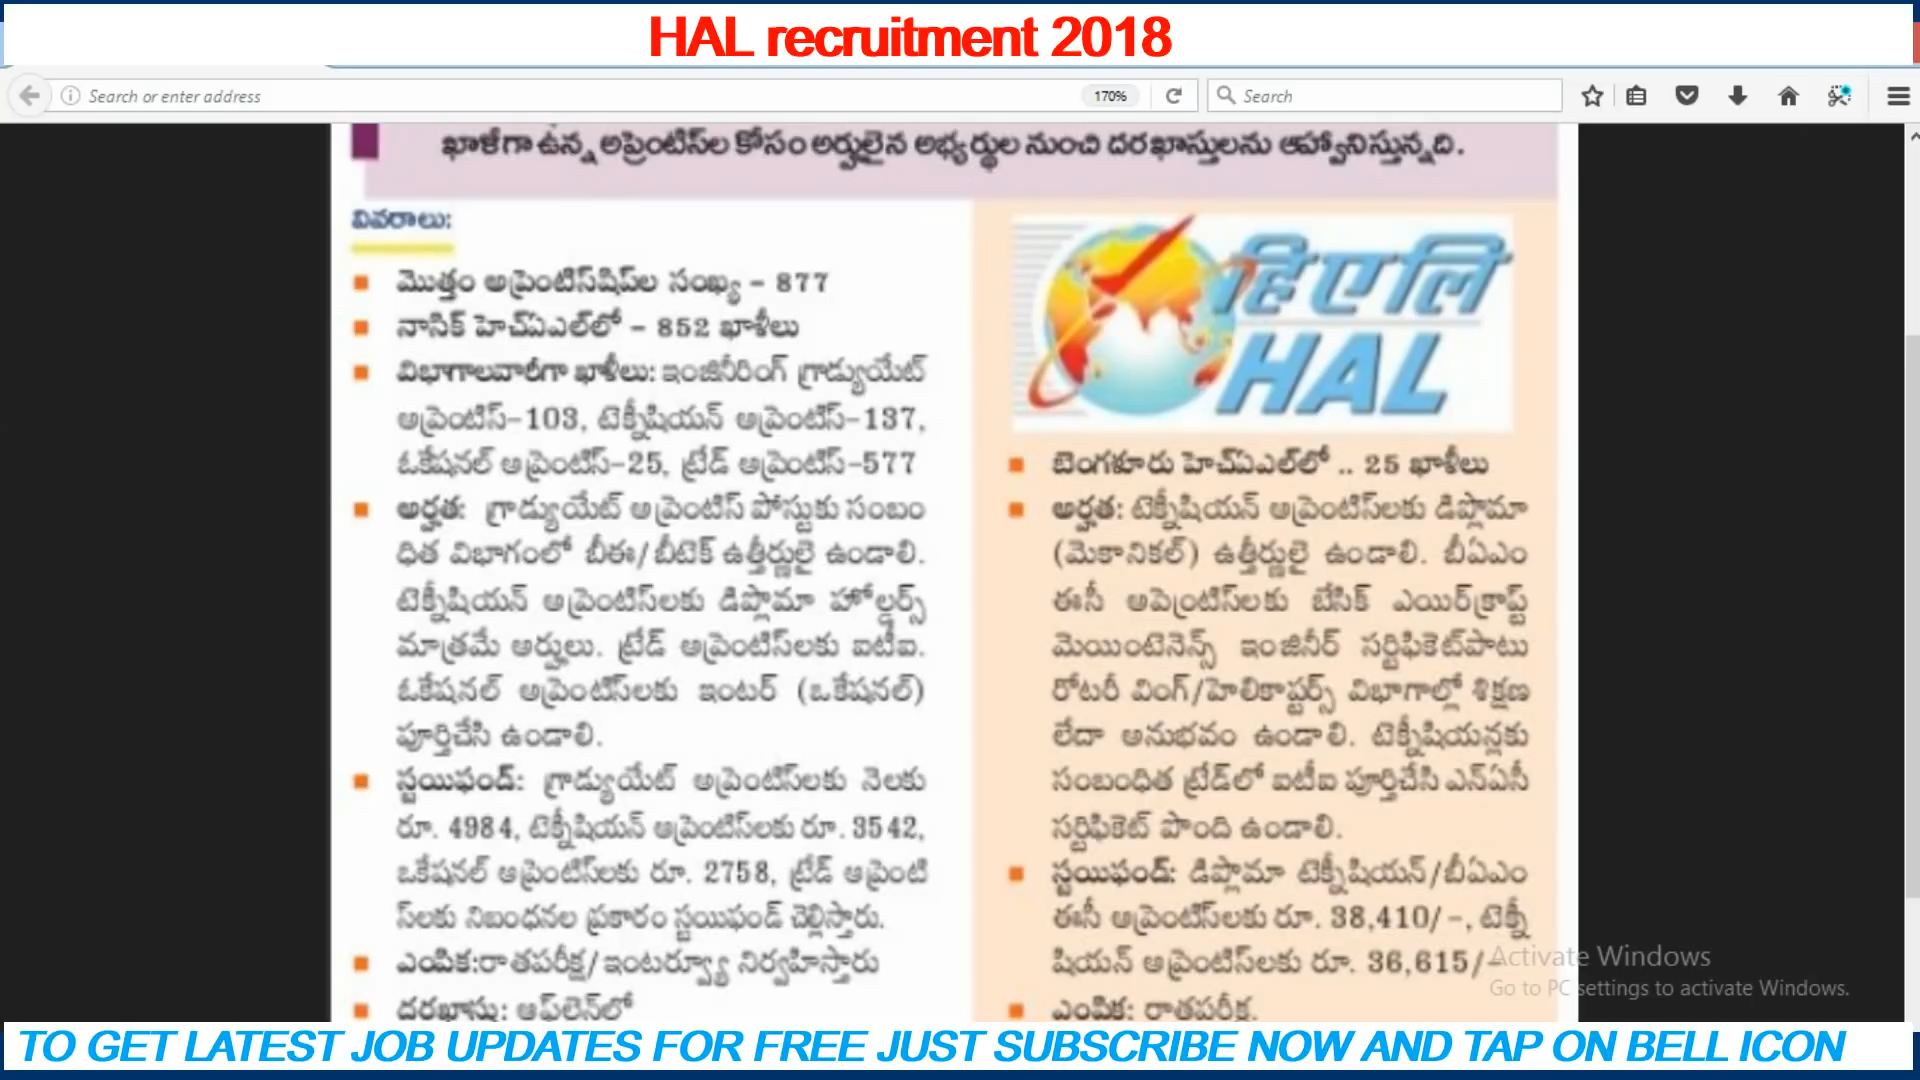 HAL recruitment 2018
Search or enter address
170%
Search
ఖాళీగా ఉన్న అప్రెంటిస్‌ల కోసం అర్హులైన అభ్యర్థుల నుంచి దరఖాస్తులను ఆహ్వానిస్తున్నది.
వివరాలు:
మొత్తం అప్రెంటిస్‌షిప్‌ల సంఖ్య - 877
నాసిక్ హెచ్‌ఏఎల్‌లో - 852 ఖాళీలు
విభాగాలవారీగా ఖాళీలు: ఇంజినీరింగ్ గ్రాడ్యుయేట్
అప్రెంటిస్-103, టెక్నీషియన్ అప్రెంటిస్-137,
ఓకేషనల్ అప్రెంటిస్-25, ట్రేడ్ అప్రెంటిస్-577
అర్హత: గ్రాడ్యుయేట్ అప్రెంటిస్ పోస్టుకు సంబం
ధిత విభాగంలో బీఈ/బీటెక్ ఉత్తీర్ణులై ఉండాలి.
టెక్నీషియన్ అప్రెంటిస్‌లకు డిప్లొమా హోల్డర్స్
మాత్రమే అర్హులు. ట్రేడ్ అప్రెంటిస్‌లకు ఐటీఐ.
ఓకేషనల్ అప్రెంటిస్‌లకు ఇంటర్ (ఒకేషనల్)
పూర్తిచేసి ఉండాలి.
స్టయిఫండ్: గ్రాడ్యుయేట్ అప్రెంటిస్‌లకు నెలకు
రూ. 4984, టెక్నీషియన్ అప్రెంటిస్‌లకు రూ. 3542,
ఒకేషనల్ అప్రెంటిస్‌లకు రూ. 2758, ట్రేడ్ అప్రెంటి
స్‌లకు నిబంధనల ప్రకారం స్టయిఫండ్ చెల్లిస్తారు.
ఎంపిక:రాతపరీక్ష/ఇంటర్వ్యూ నిర్వహిస్తారు
దరఖాస్తు: ఆఫ్‌లైన్‌లో
हिएलि
HAL
బెంగళూరు హెచ్‌ఏఎల్‌లో .. 25 ఖాళీలు
అర్హత: టెక్నీషియన్ అప్రెంటిస్‌లకు డిప్లొమా
(మెకానికల్) ఉత్తీర్ణులై ఉండాలి. బీఏఎం
ఈసీ అపెంట్రిస్‌లకు బేసిక్ ఎయిర్‌క్రాఫ్ట్
మెయింటెనెన్స్ ఇంజినీర్ సర్టిఫికెట్‌పాటు
రోటరీ వింగ్/హెలికాప్టర్స్ విభాగాల్లో శిక్షణ
లేదా అనుభవం ఉండాలి. టెక్నీషియన్లకు
సంబంధిత ట్రేడ్‌లో ఐటీఐ పూర్తిచేసి ఎన్ఏసీ
సర్టిఫికెట్ పొంది ఉండాలి.
స్టయిఫండ్: డిప్లొమా టెక్నీషియన్/బీఏఎం
ఈసీ అప్రెంటిస్‌లకు రూ. 38,410/-, టెక్నీ
షియన్ అప్రెంటిస్‌లకు రూ. 36,615/-
ఎంపిక: రాతపరీక్ష.
Activate Windows
Go to PC settings to activate Windows.
TO GET LATEST JOB UPDATES FOR FREE JUST SUBSCRIBE NOW AND TAP ON BELL ICON